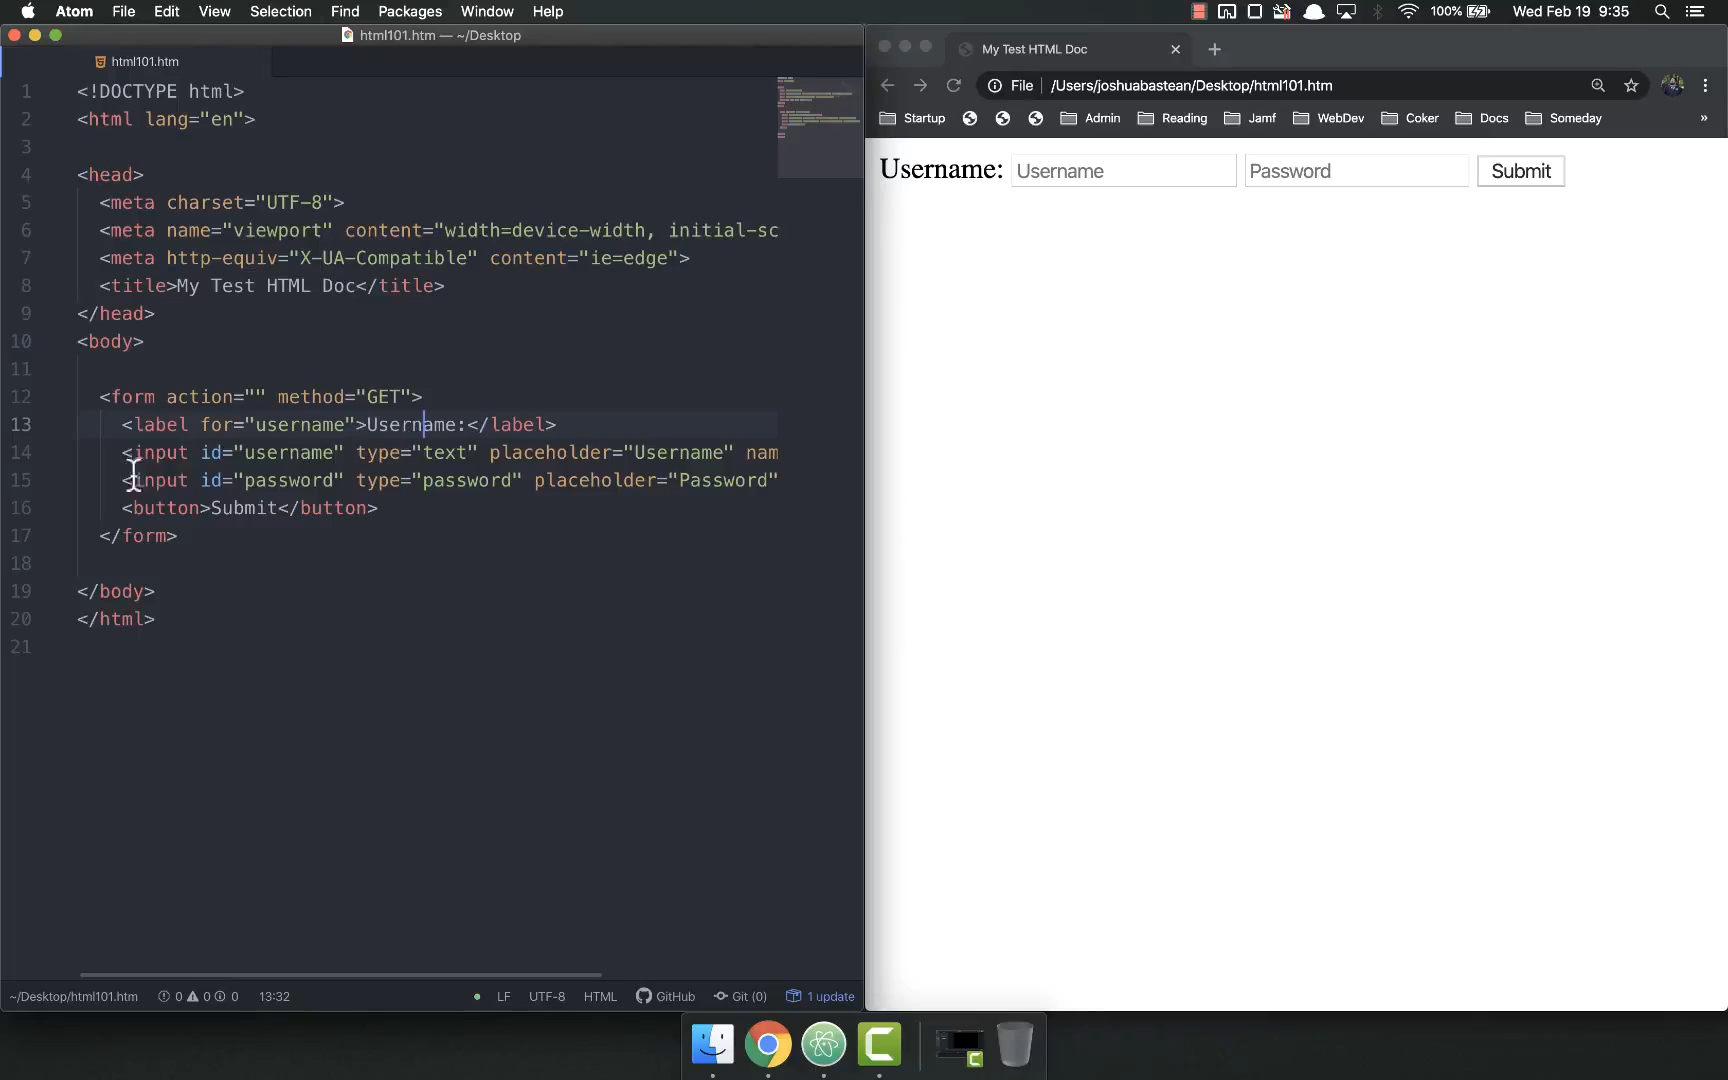 Atom File Edit View Selection Find Packages Window Help
100% Wed Feb 19 9:35
html101.htm — ~/Desktop
html101.htm
1 <!DOCTYPE html>
2 <html lang="en">
3
4 <head>
5 <meta charset="UTF-8">
6 <meta name="viewport" content="width=device-width, initial-sc
7 <meta http-equiv="X-UA-Compatible" content="ie=edge">
8 <title>My Test HTML Doc</title>
9 </head>
10 <body>
11
12 <form action="" method="GET">
13 <label for="username">Username:</label>
14 <input id="username" type="text" placeholder="Username" nam
15 <input id="password" type="password" placeholder="Password"
16 <button>Submit</button>
17 </form>
18
19 </body>
20 </html>
21
~/Desktop/html101.htm 0 0 0 13:32 LF UTF-8 HTML GitHub Git (0) 1 update
My Test HTML Doc
File /Users/joshuabastean/Desktop/html101.htm
Startup Admin Reading Jamf WebDev Coker Docs Someday »
Username: Username Password Submit